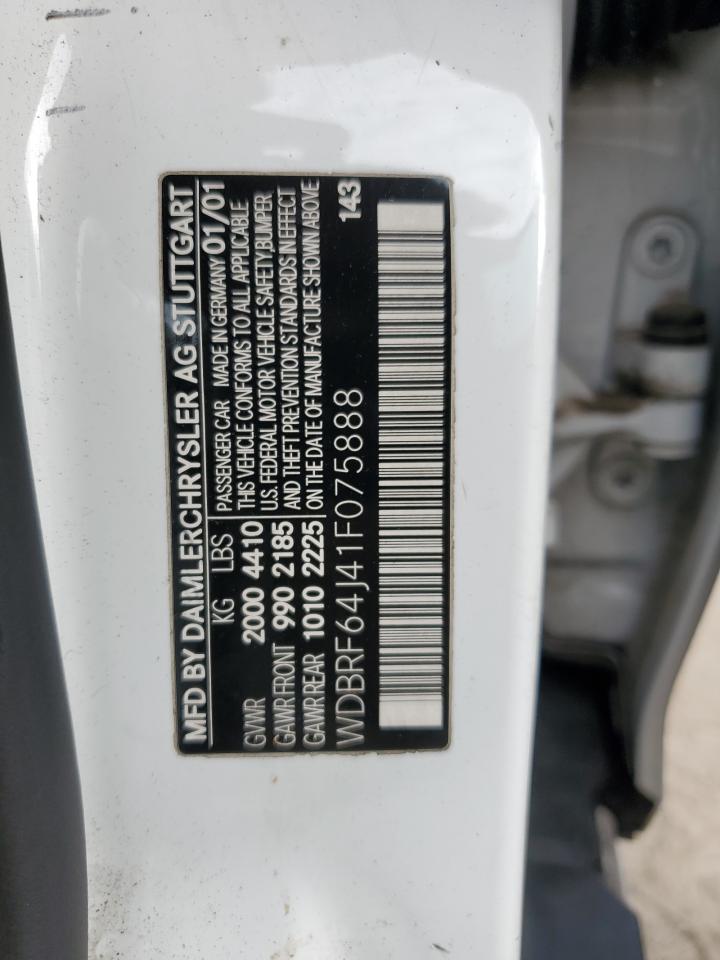 MFD BY DAIMLERCHRYSLER AG STUTTGART
KG LBS PASSENGER CAR MADE IN GERMANY 01/01
GVWR 2000 4410 THIS VEHICLE CONFORMS TO ALL APPLICABLE
U.S. FEDERAL MOTOR VEHICLE SAFETY,BUMPER
GAWR FRONT 990 2185 AND THEFT PREVENTION STANDARDS IN EFFECT
GAWR REAR 1010 2225 ON THE DATE OF MANUFACTURE SHOWN ABOVE
WDBRF64J41F075888 143